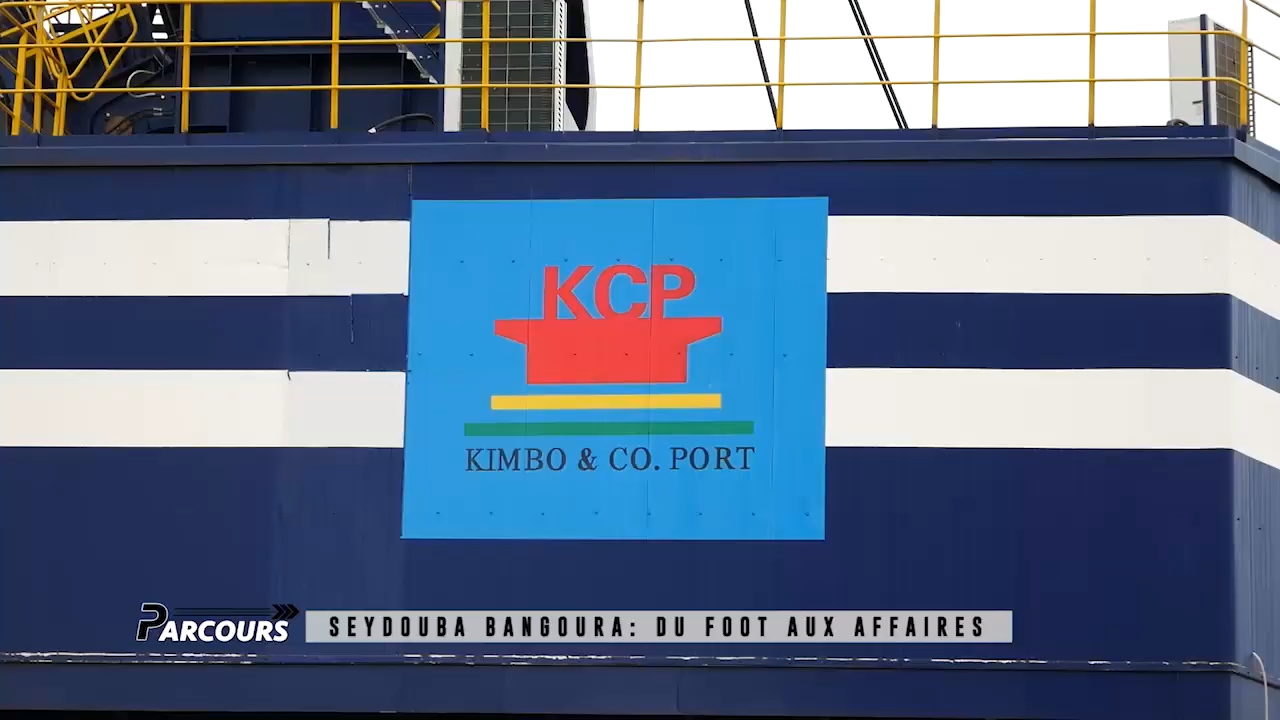 KCP
KIMBO & CO. PORT
PARCOURS
SEYDOUBA BANGOURA: DU FOOT AUX AFFAIRES